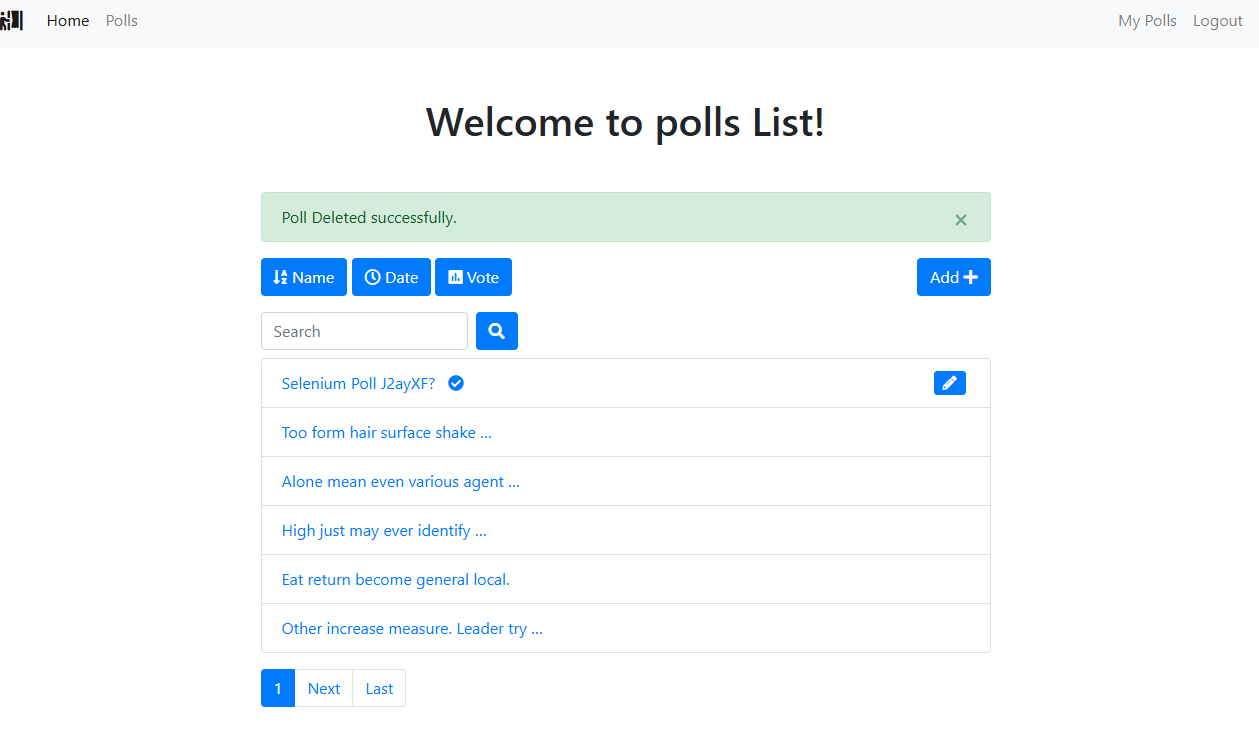 Home Polls My Polls Logout
Welcome to polls List!
Poll Deleted successfully. ×
Name Date Vote Add
Search
Selenium Poll J2ayXF?
Too form hair surface shake ...
Alone mean even various agent ...
High just may ever identify ...
Eat return become general local.
Other increase measure. Leader try ...
1 Next Last